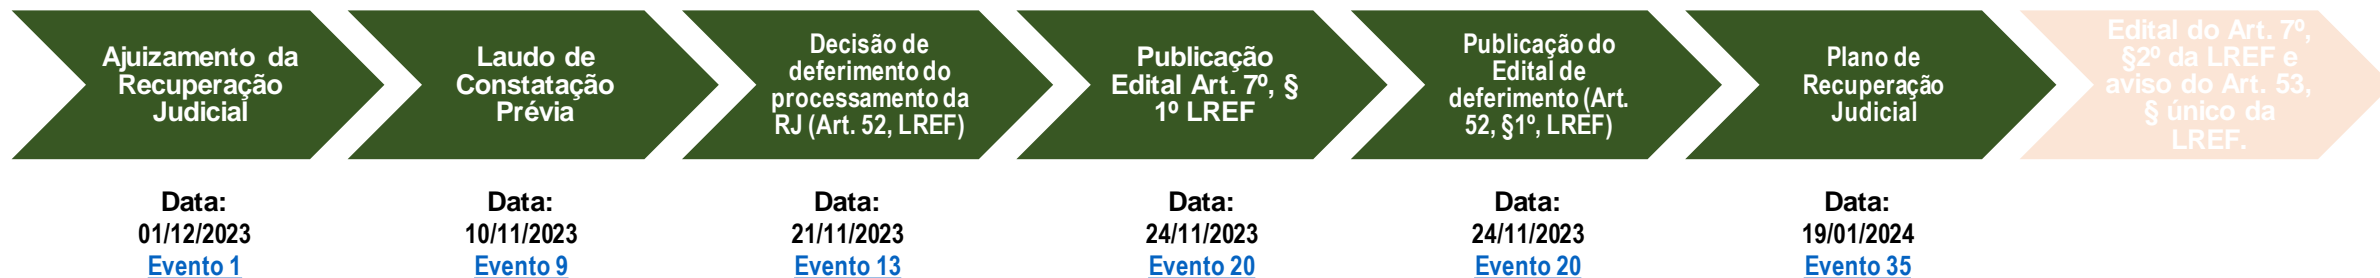 Ajuizamento da
Recuperação
Judicial
Laudo de
Constatação
Prévia
Decisão de
deferimento do
processamento da
RJ (Art. 52, LREF)
Publicação
Edital Art. 7º, §
1º LREF
Publicação do
Edital de
deferimento (Art.
52, §1º, LREF)
Plano de
Recuperação
Judicial
Edital do Art. 7º,
§2º da LREF e
aviso do Art. 53,
§ único da
LREF.
Data:
01/12/2023
Evento 1
Data:
10/11/2023
Evento 9
Data:
21/11/2023
Evento 13
Data:
24/11/2023
Evento 20
Data:
24/11/2023
Evento 20
Data:
19/01/2024
Evento 35